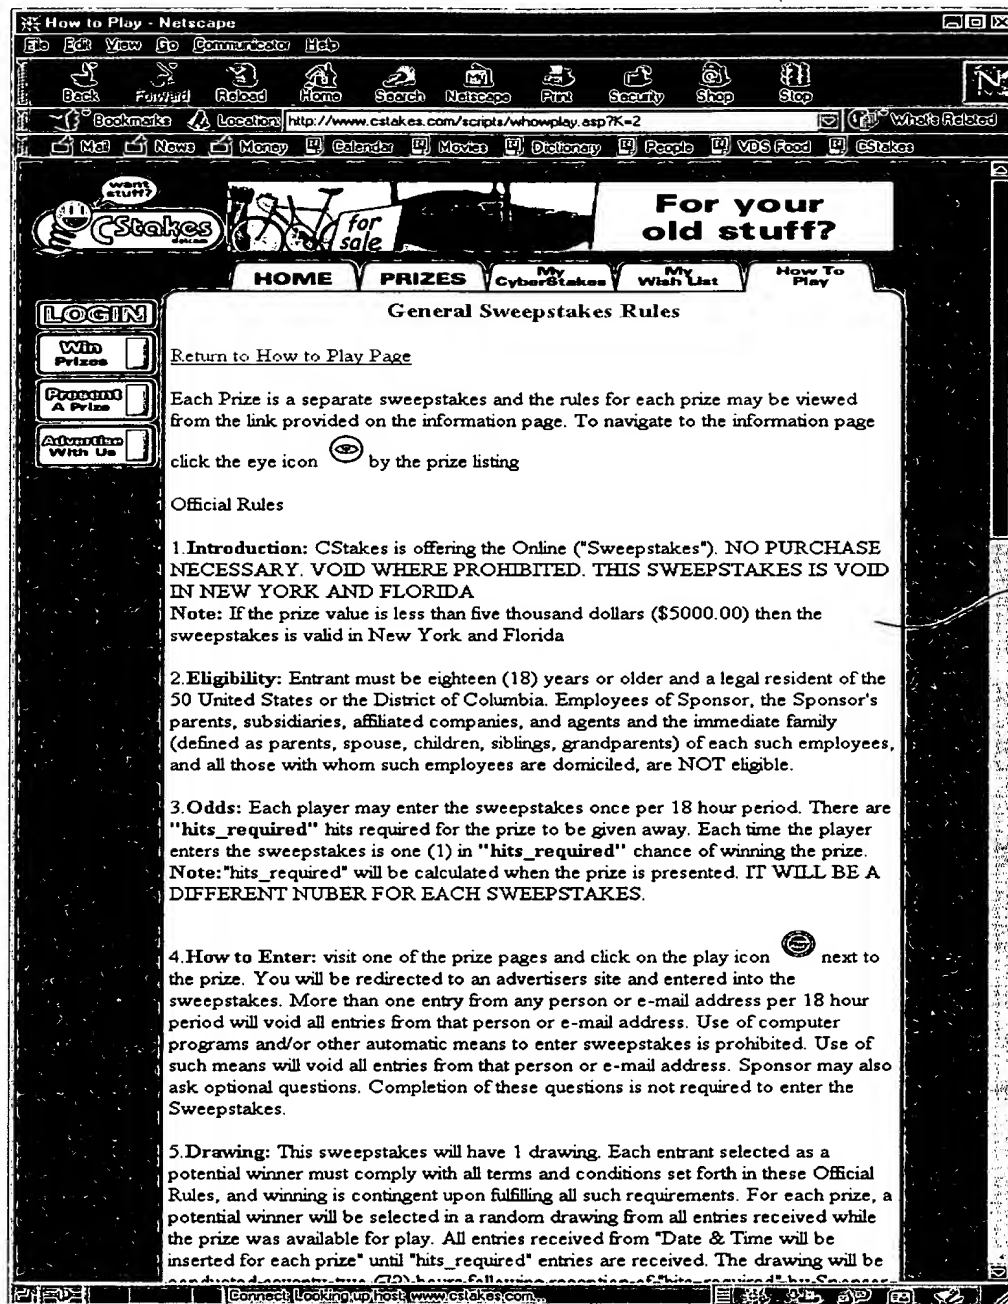 How to Play - Netscape
File Edit View Go Communicator Help
Back Forward Reload Home Search Netscape Print Security Shop Stop
Bookmarks Location: http://www.cstakes.com/scripts/whowplay.asp?K=2 What's Related
Mail News Money Calendar Movies Dictionary People VDS Food CStakes
want stuff?
CStakes
dotcom
for sale
For your old stuff?
HOME PRIZES My CyberStakes My Wish List How To Play
LOGIN
Win Prizes
Present A Prize
Advertise With Us
General Sweepstakes Rules
Return to How to Play Page
Each Prize is a separate sweepstakes and the rules for each prize may be viewed
from the link provided on the information page. To navigate to the information page
click the eye icon by the prize listing
Official Rules
1.Introduction: CStakes is offering the Online ("Sweepstakes"). NO PURCHASE
NECESSARY. VOID WHERE PROHIBITED. THIS SWEEPSTAKES IS VOID
IN NEW YORK AND FLORIDA
Note: If the prize value is less than five thousand dollars ($5000.00) then the
sweepstakes is valid in New York and Florida
2.Eligibility: Entrant must be eighteen (18) years or older and a legal resident of the
50 United States or the District of Columbia. Employees of Sponsor, the Sponsor's
parents, subsidiaries, affiliated companies, and agents and the immediate family
(defined as parents, spouse, children, siblings, grandparents) of each such employees,
and all those with whom such employees are domiciled, are NOT eligible.
3.Odds: Each player may enter the sweepstakes once per 18 hour period. There are
"hits_required" hits required for the prize to be given away. Each time the player
enters the sweepstakes is one (1) in "hits_required" chance of winning the prize.
Note:"hits_required" will be calculated when the prize is presented. IT WILL BE A
DIFFERENT NUBER FOR EACH SWEEPSTAKES.
4.How to Enter: visit one of the prize pages and click on the play icon next to
the prize. You will be redirected to an advertisers site and entered into the
sweepstakes. More than one entry from any person or e-mail address per 18 hour
period will void all entries from that person or e-mail address. Use of computer
programs and/or other automatic means to enter sweepstakes is prohibited. Use of
such means will void all entries from that person or e-mail address. Sponsor may also
ask optional questions. Completion of these questions is not required to enter the
Sweepstakes.
5.Drawing: This sweepstakes will have 1 drawing. Each entrant selected as a
potential winner must comply with all terms and conditions set forth in these Official
Rules, and winning is contingent upon fulfilling all such requirements. For each prize, a
potential winner will be selected in a random drawing from all entries received while
the prize was available for play. All entries received from "Date & Time will be
inserted for each prize" until "hits_required" entries are received. The drawing will be
conducted seventy-two (72) hours following reception of "hits_required" by Sponsor
Connect: Looking up host: www.cstakes.com...